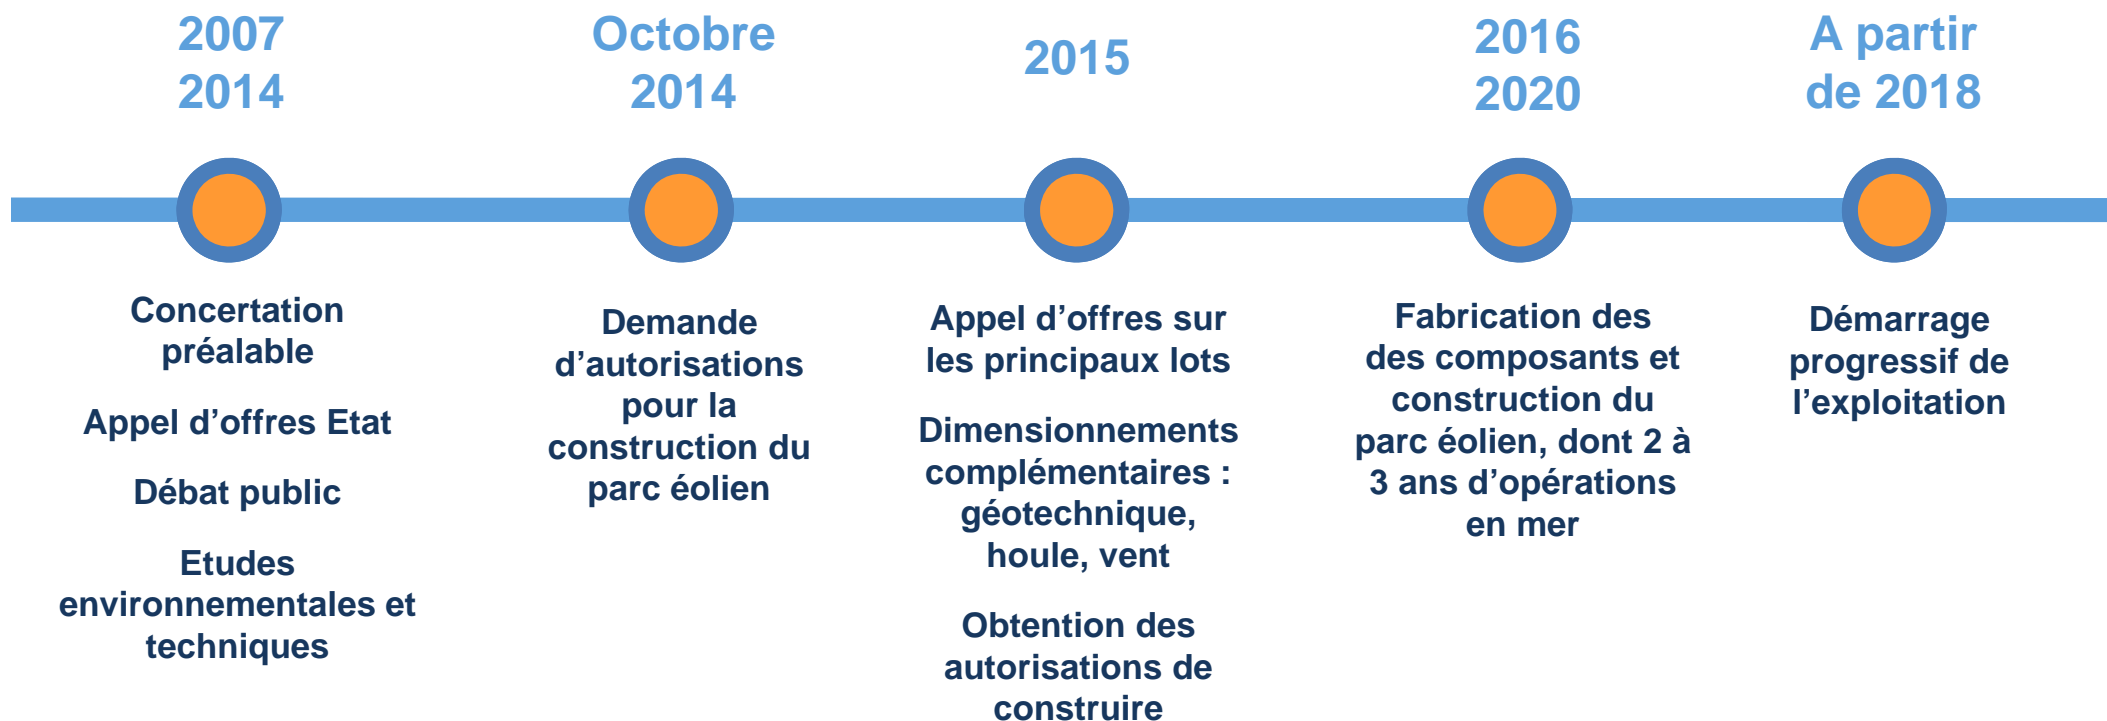 2007
2014
Octobre
2014
2015
2016
2020
A partir
de 2018
Concertation
préalable
Appel d’offres Etat
Débat public
Etudes
environnementales et
techniques
Demande
d’autorisations
pour la
construction du
parc éolien
Appel d’offres sur
les principaux lots
Dimensionnements
complémentaires :
géotechnique,
houle, vent
Obtention des
autorisations de
construire
Fabrication des
des composants et
construction du
parc éolien, dont 2 à
3 ans d’opérations
en mer
Démarrage
progressif de
l’exploitation